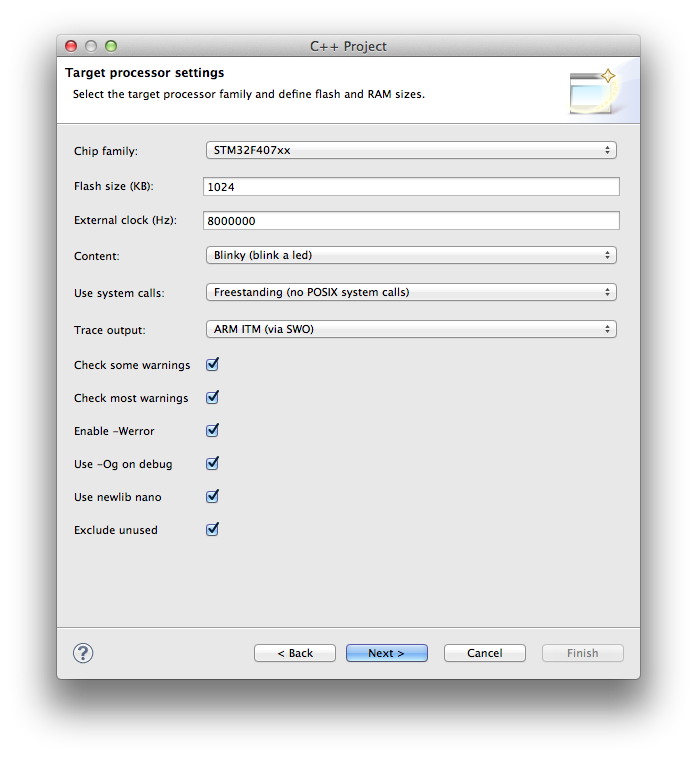 C++ Project
Target processor settings
Select the target processor family and define flash and RAM sizes.
Chip family: STM32F407xx
Flash size (KB): 1024
External clock (Hz): 8000000
Content: Blinky (blink a led)
Use system calls: Freestanding (no POSIX system calls)
Trace output: ARM ITM (via SWO)
Check some warnings
Check most warnings
Enable -Werror
Use -Og on debug
Use newlib nano
Exclude unused
? < Back Next > Cancel Finish